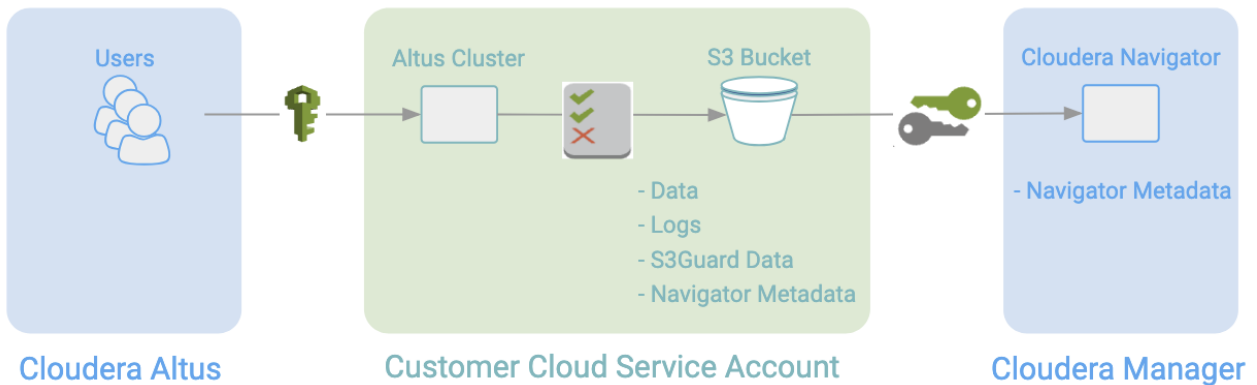 Users
Altus Cluster
S3 Bucket
Cloudera Navigator
- Data
- Logs
- S3Guard Data
- Navigator Metadata
- Navigator Metadata
Cloudera Altus
Customer Cloud Service Account
Cloudera Manager